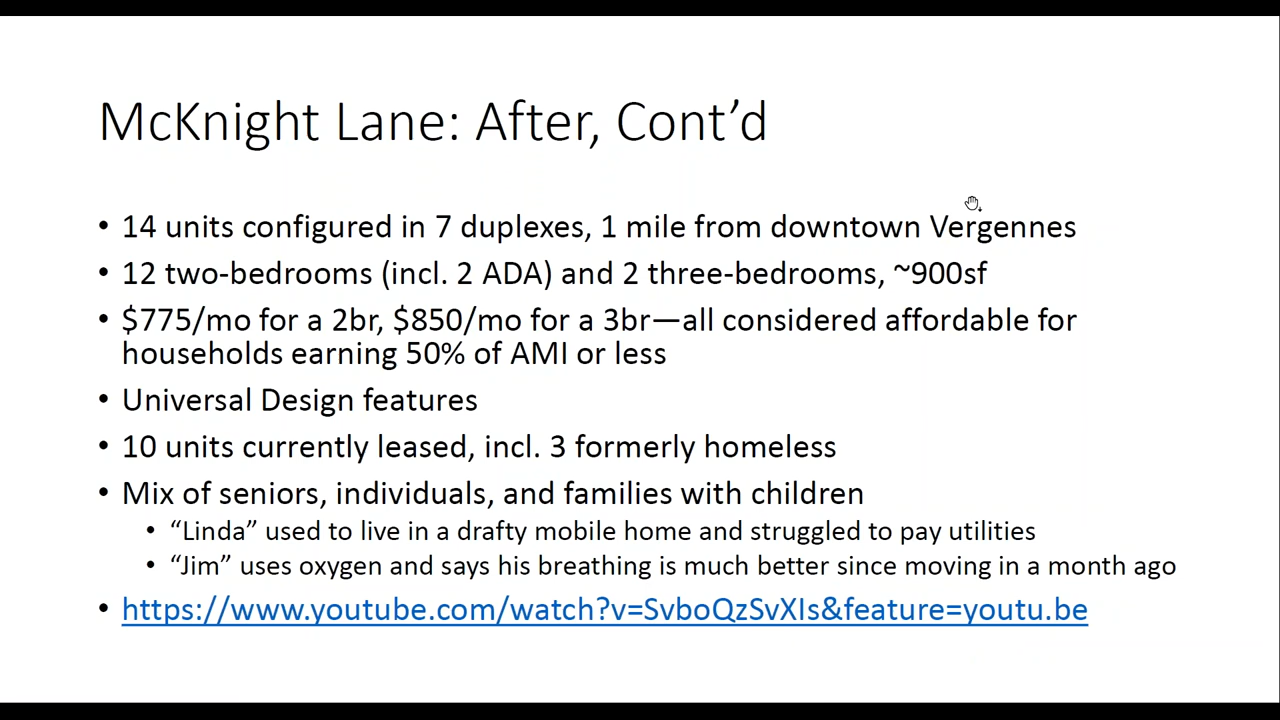 McKnight Lane: After, Cont’d
• 14 units configured in 7 duplexes, 1 mile from downtown Vergennes
• 12 two-bedrooms (incl. 2 ADA) and 2 three-bedrooms, ~900sf
• $775/mo for a 2br, $850/mo for a 3br—all considered affordable for
households earning 50% of AMI or less
• Universal Design features
• 10 units currently leased, incl. 3 formerly homeless
• Mix of seniors, individuals, and families with children
• “Linda” used to live in a drafty mobile home and struggled to pay utilities
• “Jim” uses oxygen and says his breathing is much better since moving in a month ago
• https://www.youtube.com/watch?v=SvboQzSvXIs&feature=youtu.be